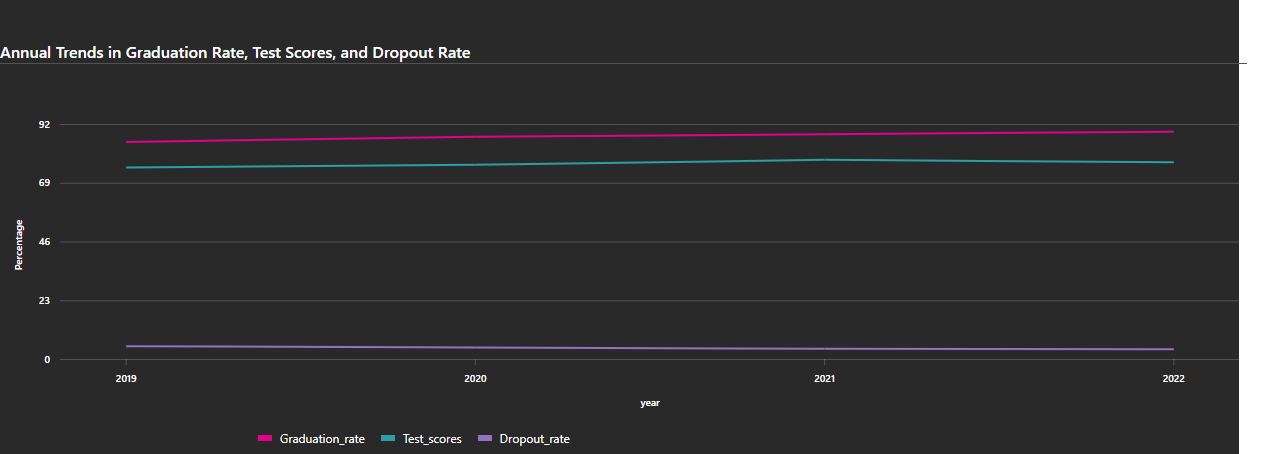 Annual Trends in Graduation Rate, Test Scores, and Dropout Rate
92
69
46
23
0
Percentage
2019 2020 2021 2022
year
Graduation_rate Test_scores Dropout_rate